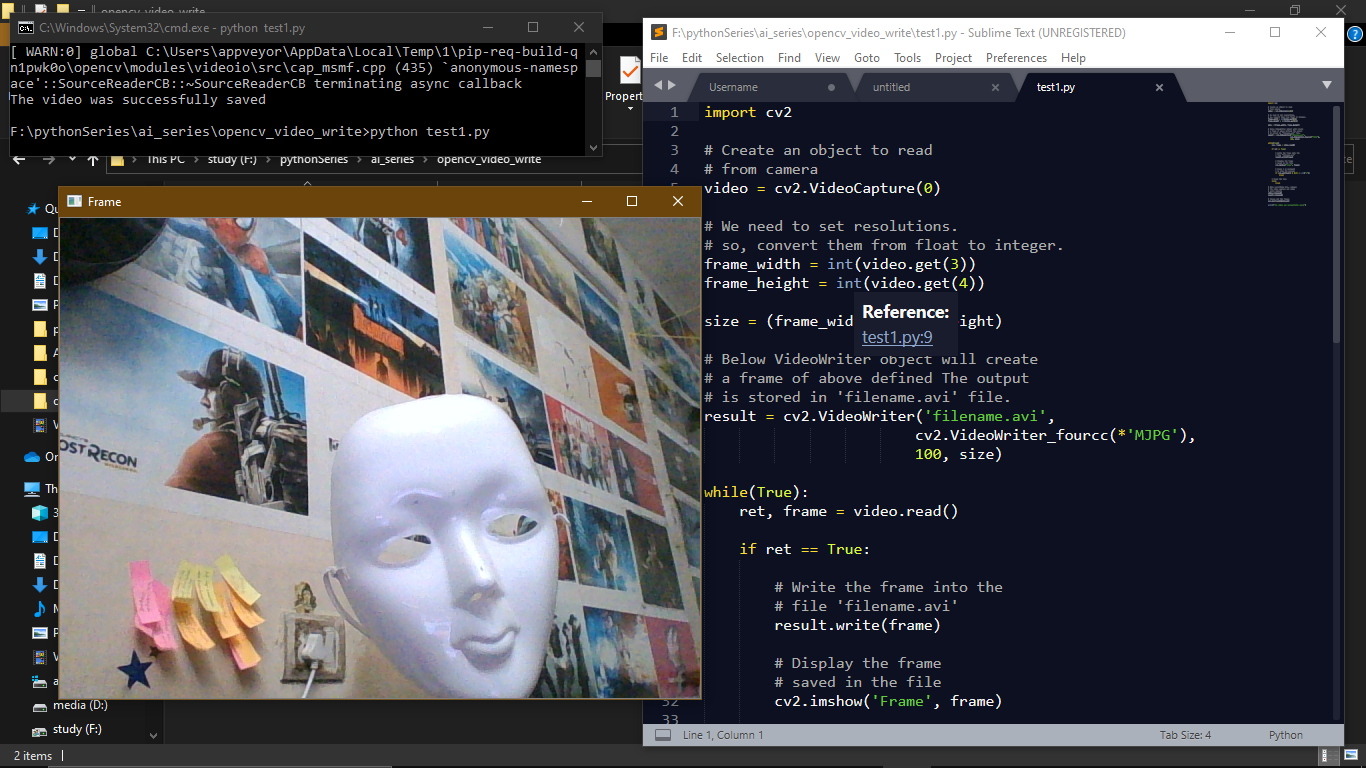 opencv_video_write
C:\Windows\System32\cmd.exe - python test1.py
[ WARN:0] global C:\Users\appveyor\AppData\Local\Temp\1\pip-req-build-q
n1pwk0o\opencv\modules\videoio\src\cap_msmf.cpp (435) `anonymous-namesp
ace'::SourceReaderCB::~SourceReaderCB terminating async callback
The video was successfully saved
F:\pythonSeries\ai_series\opencv_video_write>python test1.py
This PC
study (F:)
pythonSeries
ai_series
opencv_video_write
Frame
OST RECON
media (D:)
study (F:)
2 items
F:\pythonSeries\ai_series\opencv_video_write\test1.py - Sublime Text (UNREGISTERED)
File Edit Selection Find View Goto Tools Project Preferences Help
Username
untitled
test1.py
1 import cv2
2
3 # Create an object to read
4 # from camera
video = cv2.VideoCapture(0)
# We need to set resolutions.
# so, convert them from float to integer.
frame_width = int(video.get(3))
frame_height = int(video.get(4))
Reference:
test1.py:9
size = (frame_wid ight)
# Below VideoWriter object will create
# a frame of above defined The output
# is stored in 'filename.avi' file.
result = cv2.VideoWriter('filename.avi',
cv2.VideoWriter_fourcc(*'MJPG'),
100, size)
while(True):
ret, frame = video.read()
if ret == True:
# Write the frame into the
# file 'filename.avi'
result.write(frame)
# Display the frame
# saved in the file
32 cv2.imshow('Frame', frame)
33
Line 1, Column 1
Tab Size: 4
Python